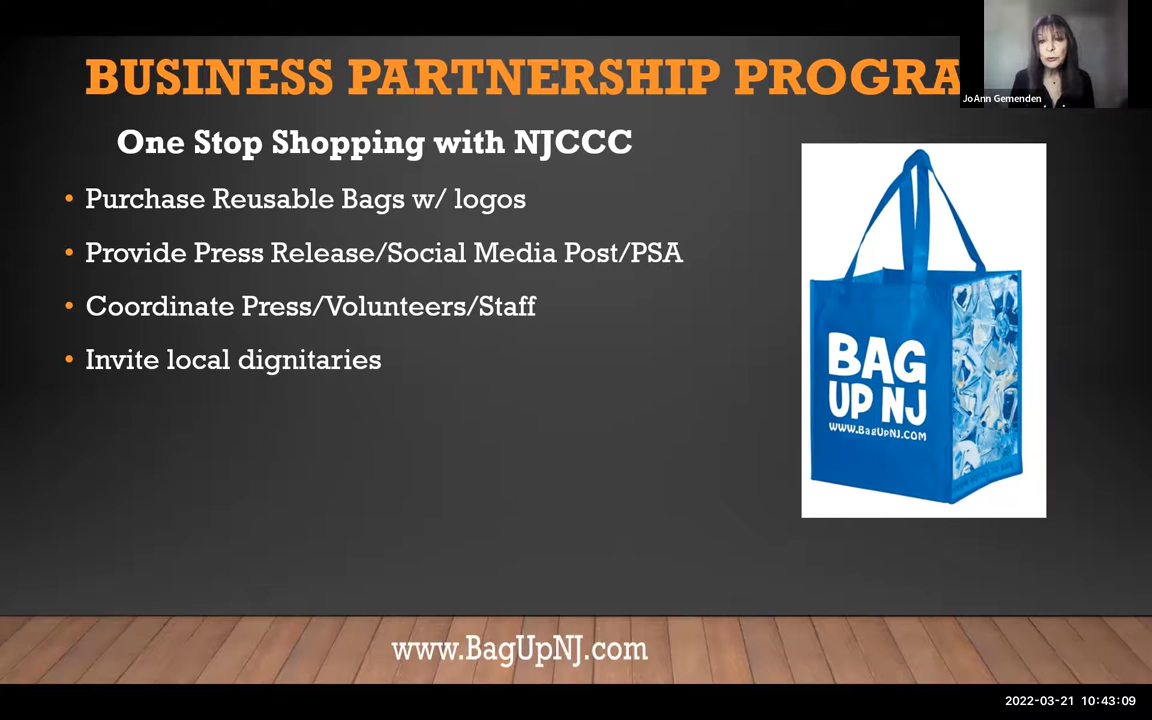 BUSINESS PARTNERSHIP PROGRA
JoAnn Gemenden
One Stop Shopping with NJCCC
• Purchase Reusable Bags w/ logos
• Provide Press Release/Social Media Post/PSA
• Coordinate Press/Volunteers/Staff
• Invite local dignitaries
BAG
UP NJ
www.BagUpNJ.com
www.BagUpNJ.com
2022-03-21 10:43:09